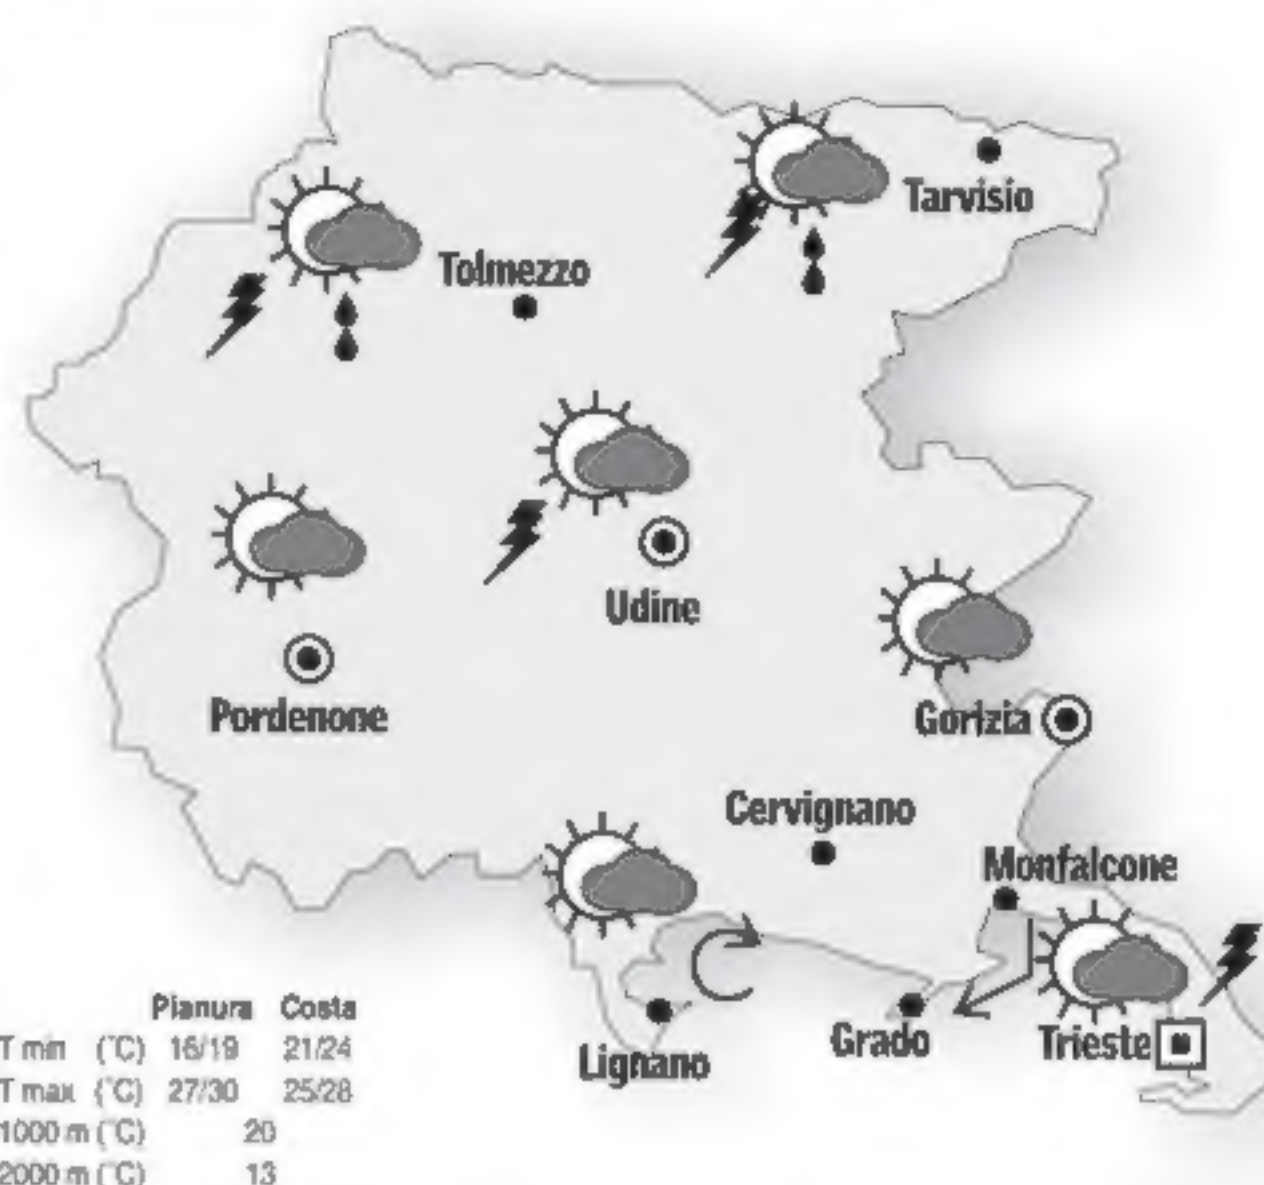 Tarvisio
Tolmezzo
Udine
Pordenone
Gorizia
Cervignano
Monfalcone
Grado
Trieste
Lignano
Pianura Costa
T min (°C) 16/19 21/24
T max (°C) 27/30 25/28
1000 m (°C) 20
2000 m (°C) 13